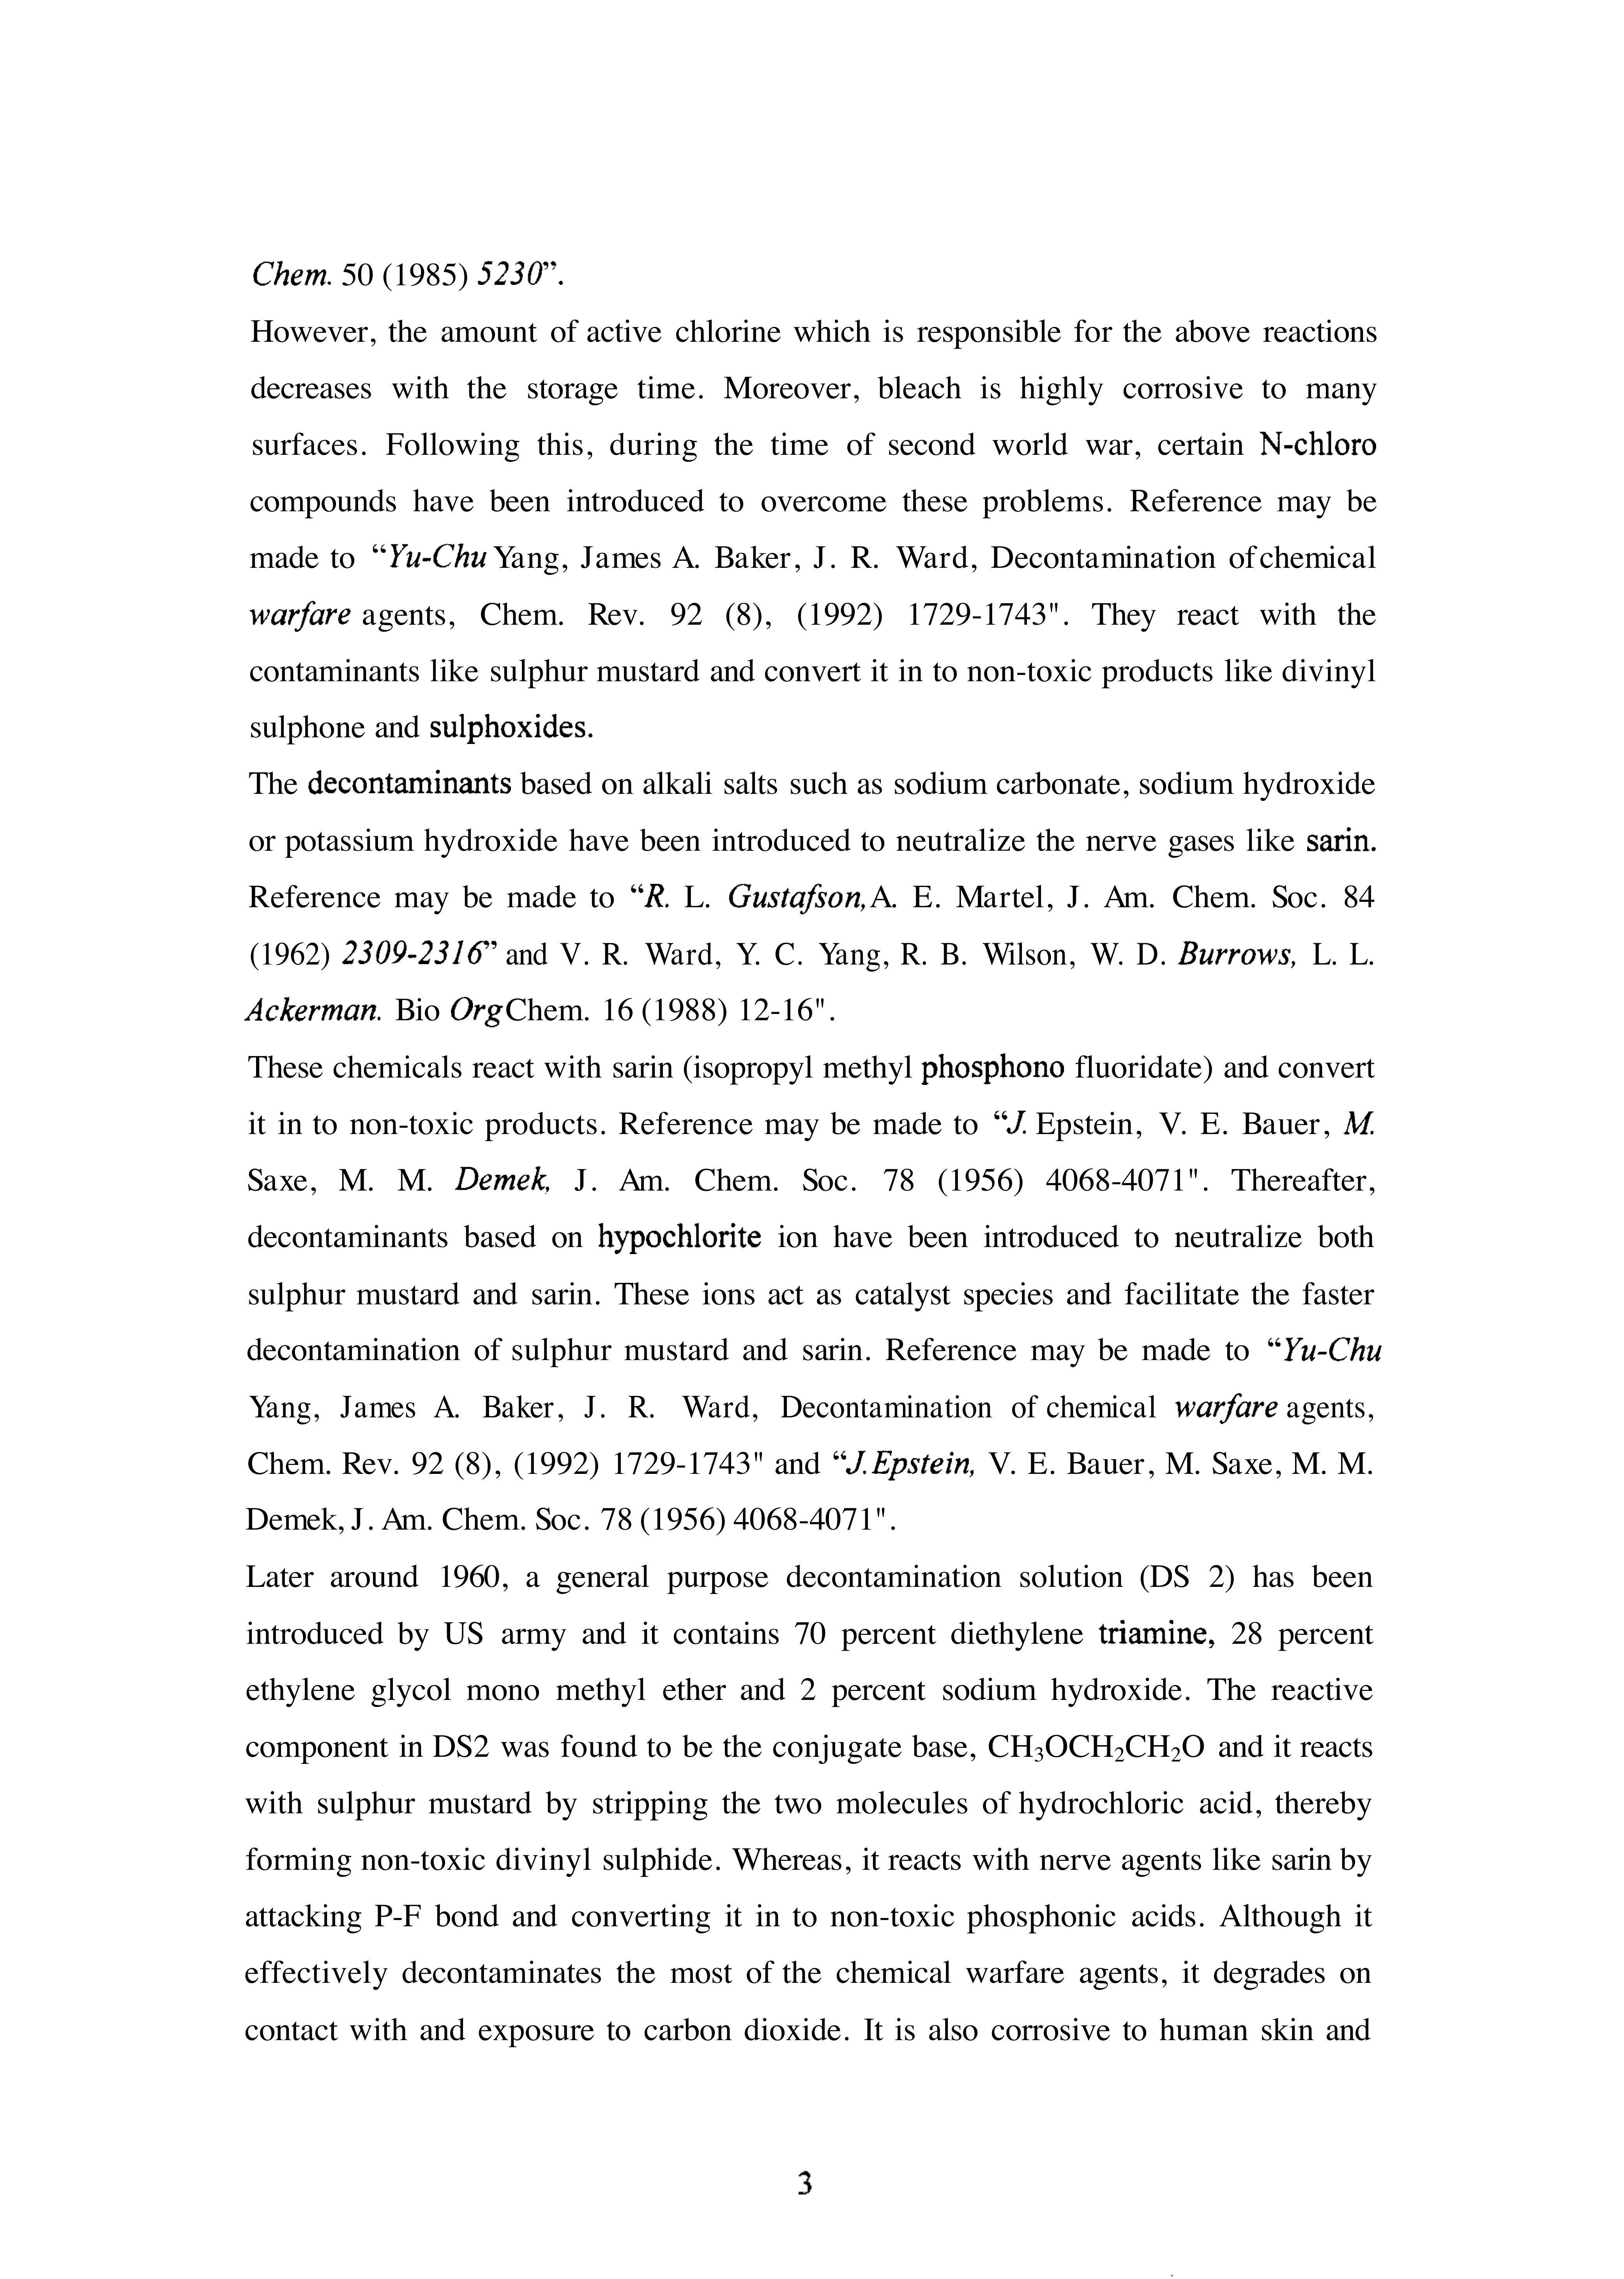 Chem. 50 (1985) 5230”.
However, the amount of active chlorine which is responsible for the above reactions
decreases with the storage time. Moreover, bleach is highly corrosive to many
surfaces. Following this, during the time of second world war, certain N-chloro
compounds have been introduced to overcome these problems. Reference may be
made to “Yu-Chu Yang, James A. Baker, J. R. Ward, Decontamination ofchemical
warfare agents, Chem. Rev. 92 (8), (1992) 1729-1743". They react with the
contaminants like sulphur mustard and convert it in to non-toxic products like divinyl
sulphone and sulphoxides.
The decontaminants based on alkali salts such as sodium carbonate, sodium hydroxide
or potassium hydroxide have been introduced to neutralize the nerve gases like sarin.
Reference may be made to “R. L. Gustafson, A. E. Martel, J. Am. Chem. Soc. 84
(1962) 2309-2316” and V. R. Ward, Y. C. Yang, R. B. Wilson, W. D. Burrows, L. L.
Ackerman. Bio Org Chem. 16 (1988) 12-16".
These chemicals react with sarin (isopropyl methyl phosphono fluoridate) and convert
it in to non-toxic products. Reference may be made to “J. Epstein, V. E. Bauer, M.
Saxe, M. M. Demek, J. Am. Chem. Soc. 78 (1956) 4068-4071". Thereafter,
decontaminants based on hypochlorite ion have been introduced to neutralize both
sulphur mustard and sarin. These ions act as catalyst species and facilitate the faster
decontamination of sulphur mustard and sarin. Reference may be made to “Yu-Chu
Yang, James A. Baker, J. R. Ward, Decontamination of chemical warfare agents,
Chem. Rev. 92 (8), (1992) 1729-1743" and “J. Epstein, V. E. Bauer, M. Saxe, M. M.
Demek, J. Am. Chem. Soc. 78 (1956) 4068-4071".
Later around 1960, a general purpose decontamination solution (DS 2) has been
introduced by US army and it contains 70 percent diethylene triamine, 28 percent
ethylene glycol mono methyl ether and 2 percent sodium hydroxide. The reactive
component in DS2 was found to be the conjugate base, CH₃OCH₂CH₂O and it reacts
with sulphur mustard by stripping the two molecules of hydrochloric acid, thereby
forming non-toxic divinyl sulphide. Whereas, it reacts with nerve agents like sarin by
attacking P-F bond and converting it in to non-toxic phosphonic acids. Although it
effectively decontaminates the most of the chemical warfare agents, it degrades on
contact with and exposure to carbon dioxide. It is also corrosive to human skin and
3